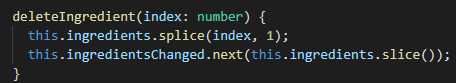 deleteIngredient(index: number) {
  this.ingredients.splice(index, 1);
  this.ingredientsChanged.next(this.ingredients.slice());
}